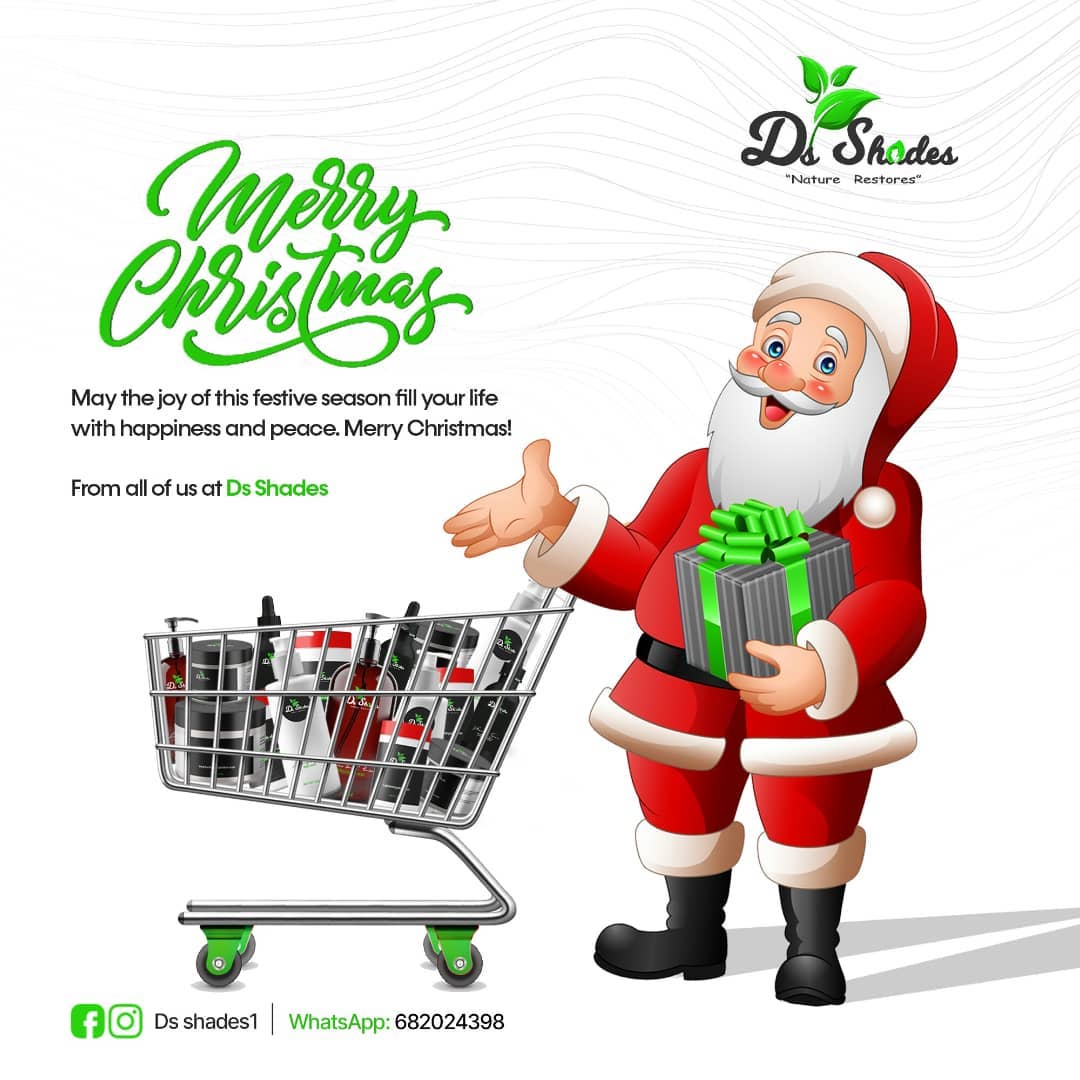 Ds Shades
"Nature Restores"
Merry
Christmas
May the joy of this festive season fill your life
with happiness and peace. Merry Christmas!
From all of us at Ds Shades
Ds shades1 | WhatsApp: 682024398